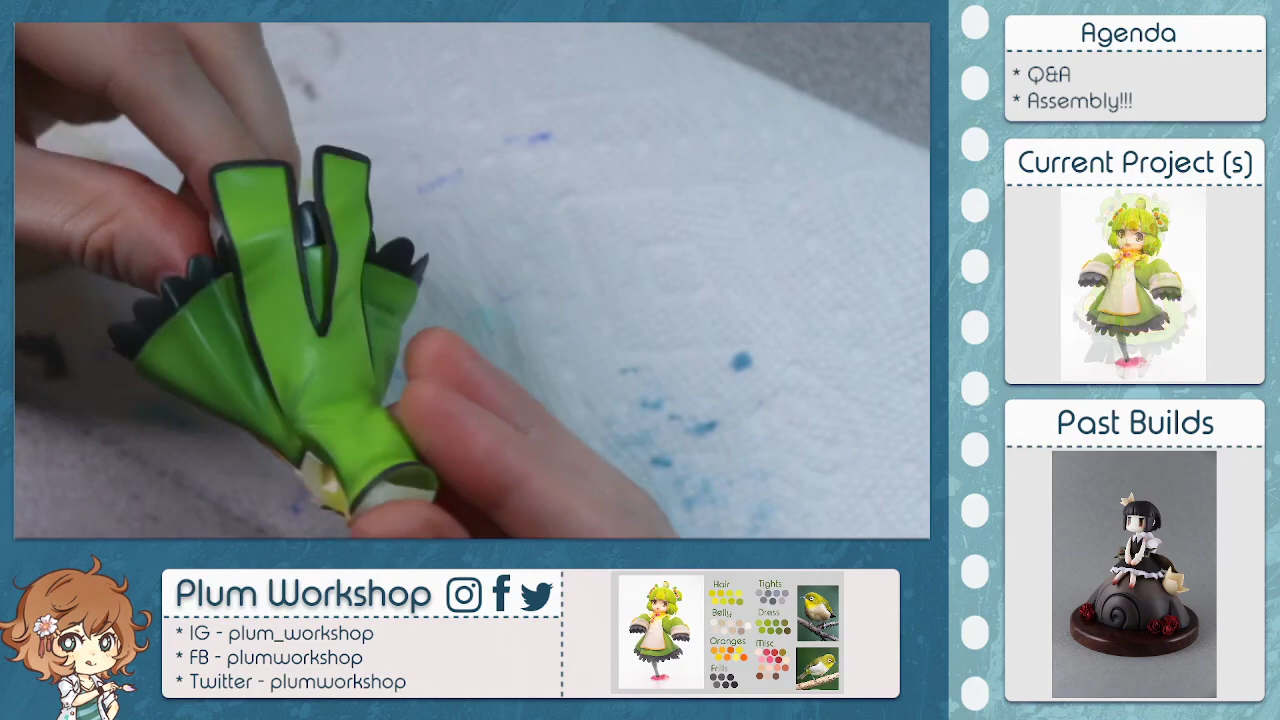 Agenda
* Q&A
* Assembly!!!
Current Project (s)
Past Builds
Plum Workshop
* IG - plum_workshop
* FB - plumworkshop
* Twitter - plumworkshop
Hair
Tights
Belly
Dress
Oranges
Misc.
Frills